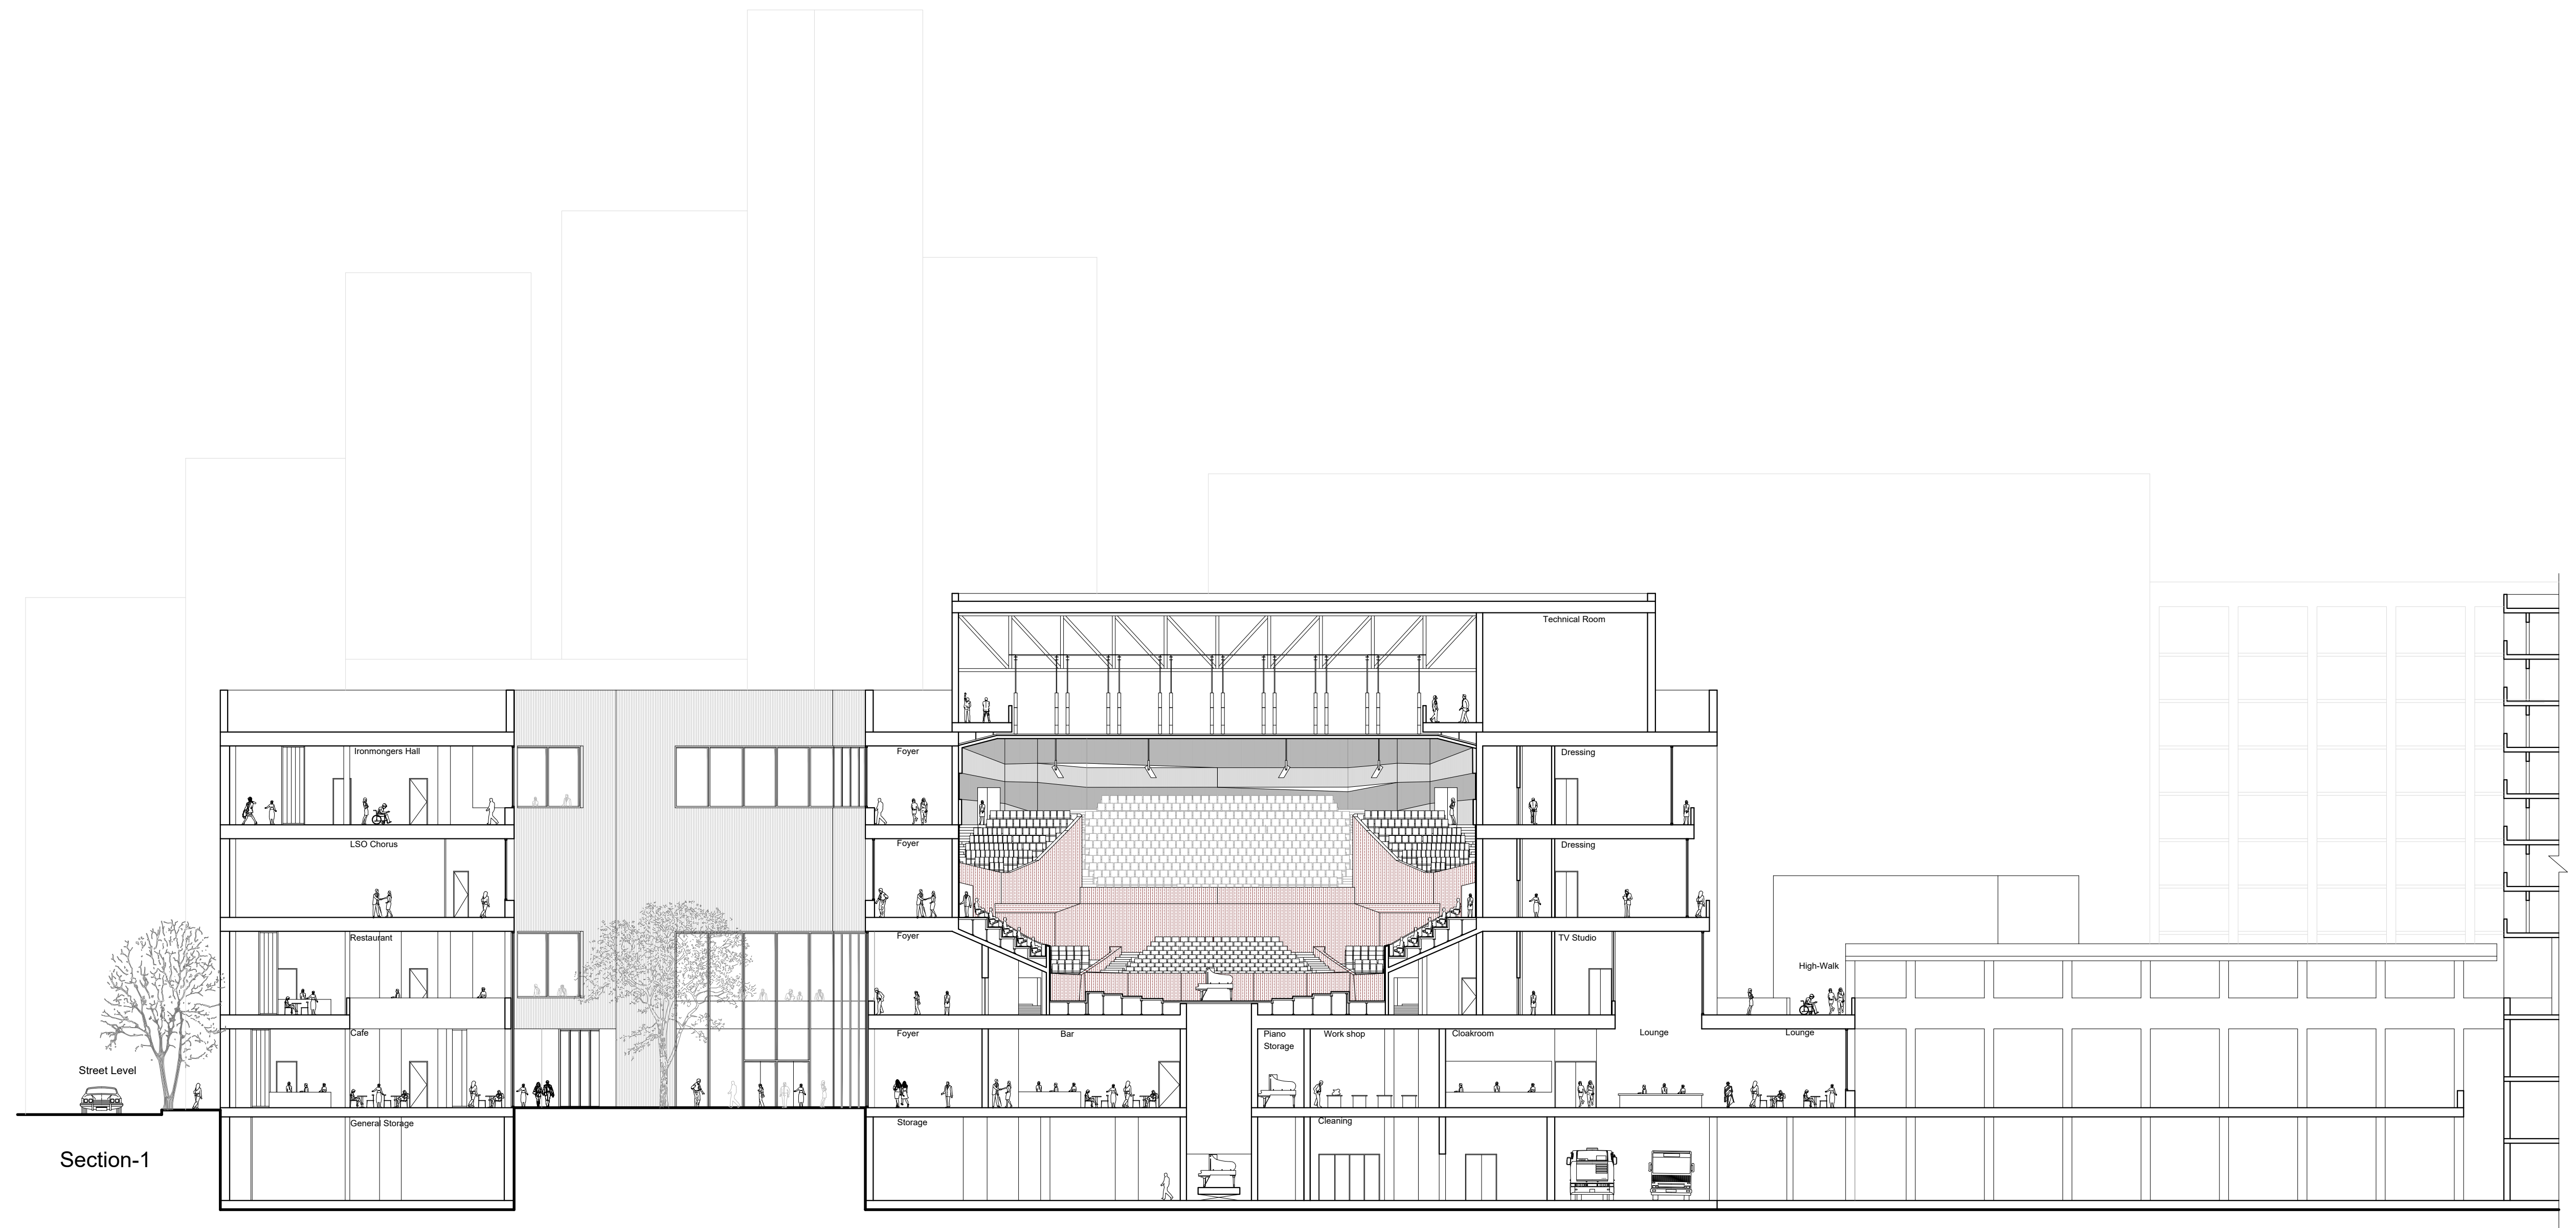 Technical Room
Ironmongers Hall
Foyer
Dressing
LSO Chorus
Foyer
Dressing
Restaurant
Foyer
TV Studio
High-Walk
Cafe
Foyer
Bar
Piano
Storage
Work shop
Cloakroom
Lounge
Lounge
Street Level
General Storage
Storage
Cleaning
Section-1